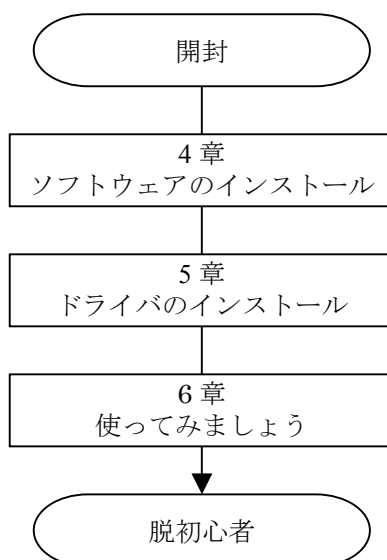 開封
4 章
ソフトウェアのインストール
5 章
ドライバのインストール
6 章
使ってみましょう
脱初心者